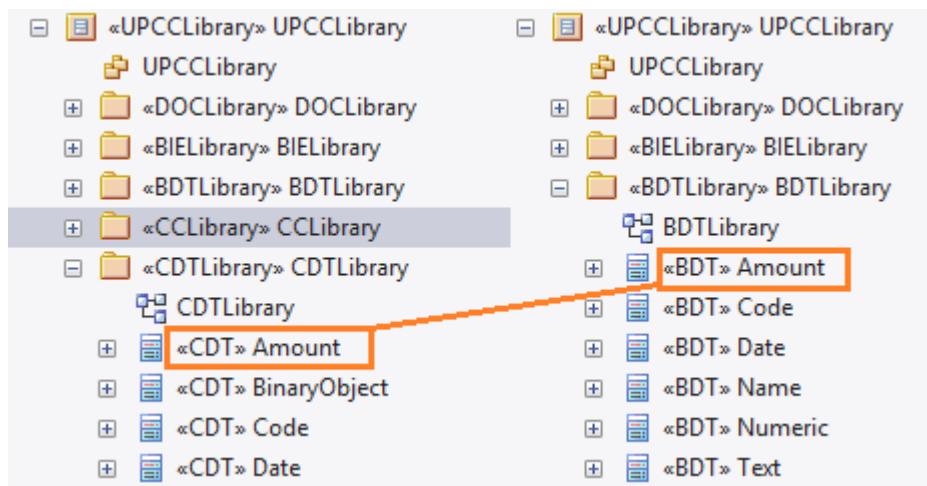 «UPCCLibrary» UPCCLibrary
UPCCLibrary
«DOCLibrary» DOCLibrary
«BIELibrary» BIELibrary
«BDTLibrary» BDTLibrary
«CCLibrary» CCLibrary
«CDTLibrary» CDTLibrary
CDTLibrary
«CDT» Amount
«CDT» BinaryObject
«CDT» Code
«CDT» Date
«UPCCLibrary» UPCCLibrary
UPCCLibrary
«DOCLibrary» DOCLibrary
«BIELibrary» BIELibrary
«BDTLibrary» BDTLibrary
BDTLibrary
«BDT» Amount
«BDT» Code
«BDT» Date
«BDT» Name
«BDT» Numeric
«BDT» Text